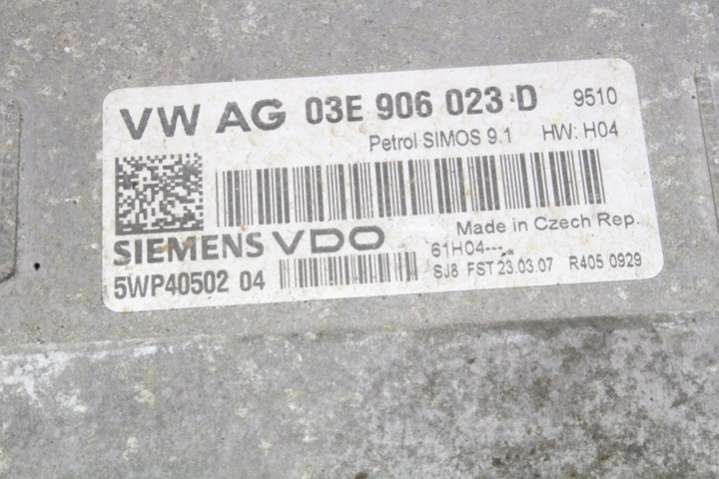 VW AG 03E 906 023 D 9510
Petrol SIMOS 9.1 HW: H04
Made in Czech Rep.
SIEMENS VDO 61H04---.
5WP40502 04 SJ8 FST 23.03.07 R405 0929